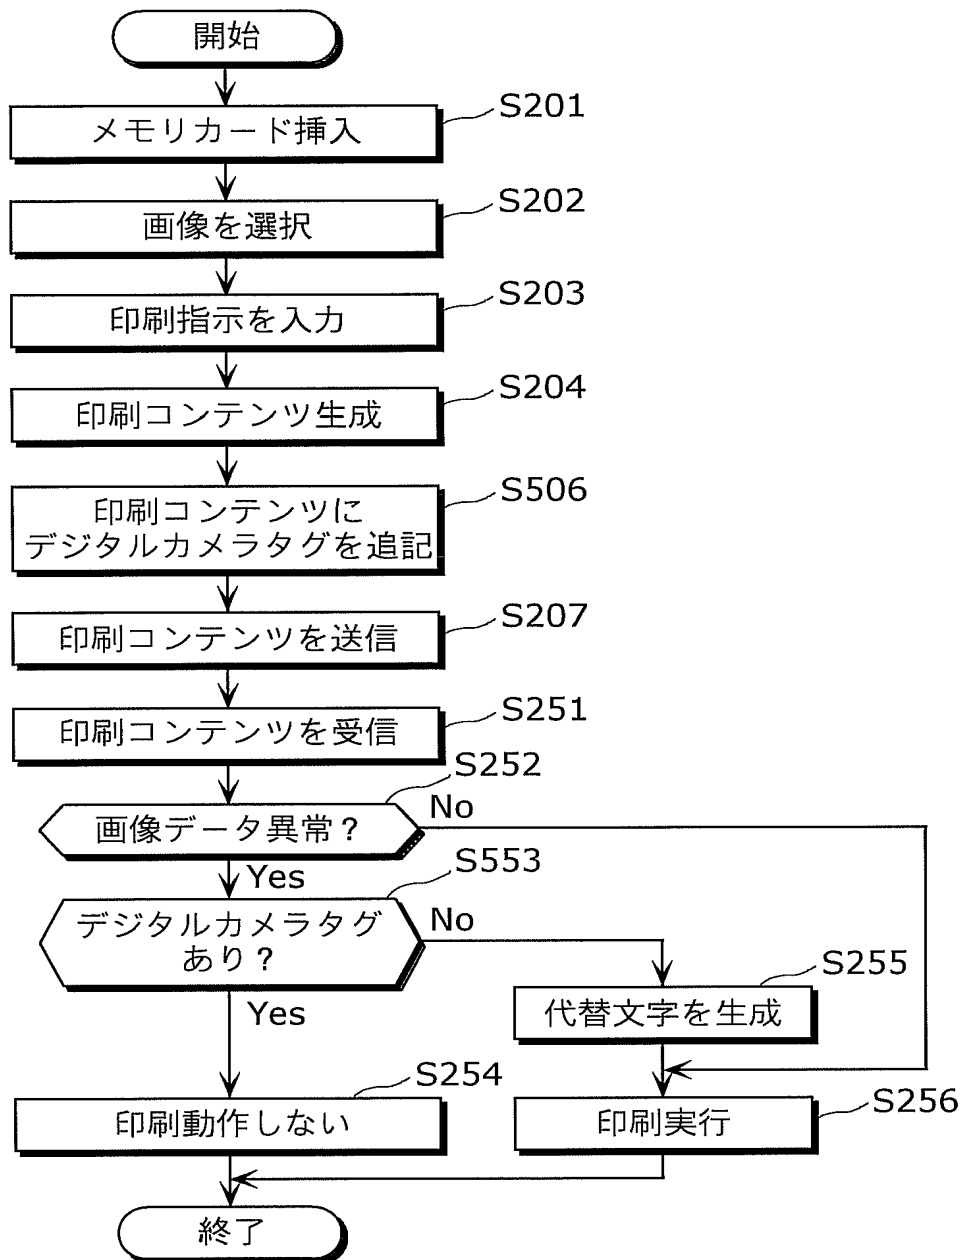 開始
メモリカード挿入
S201
画像を選択
S202
印刷指示を入力
S203
印刷コンテンツ生成
S204
印刷コンテンツに
デジタルカメラタグを追記
S506
印刷コンテンツを送信
S207
印刷コンテンツを受信
S251
画像データ異常?
S252
No
Yes
デジタルカメラタグ
あり?
S553
No
Yes
代替文字を生成
S255
印刷動作しない
S254
印刷実行
S256
終了